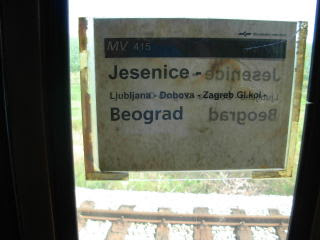 MV 415
Jesenice -
Ljubljana - Dobova - Zagreb Gl.kol -
Beograd